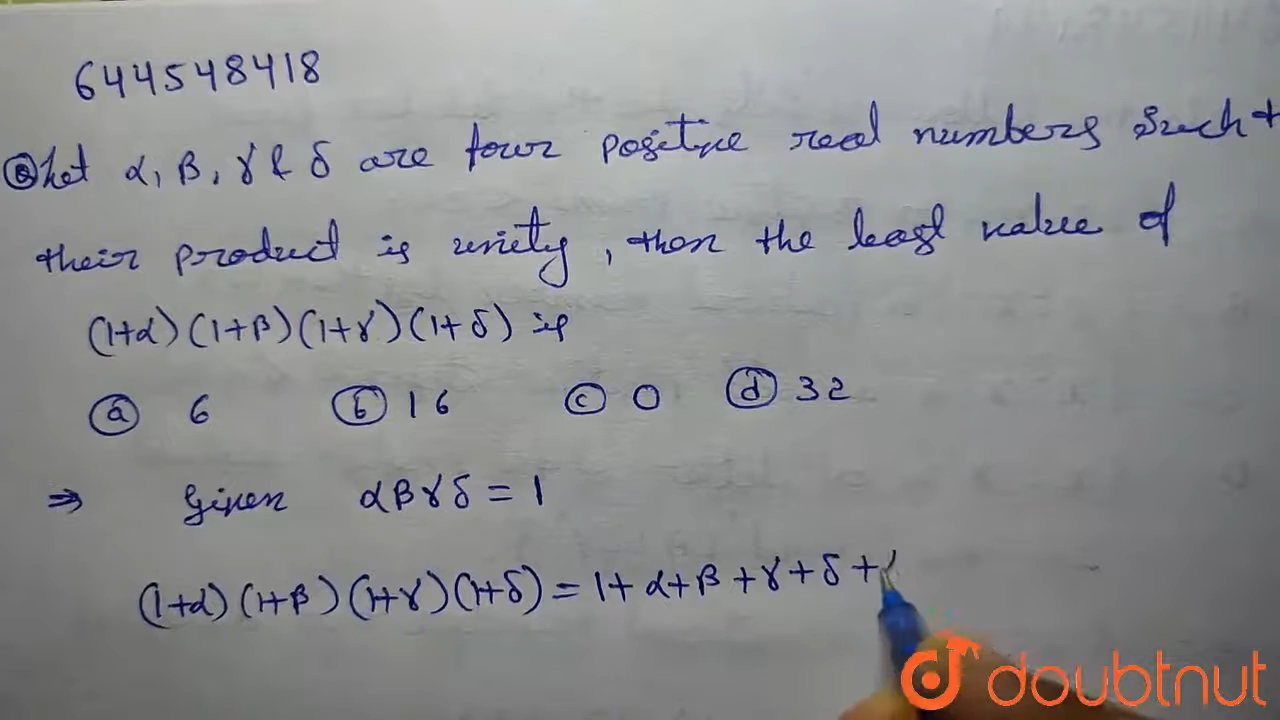 644548418
Ⓠ Let α, β, γ & δ are four positive real numbers such t
their product is unity, then the least value of
(1+α)(1+β)(1+γ)(1+δ) is
ⓐ 6 ⓑ 16 ⓒ 0 ⓓ 32
⇒ Given αβγδ = 1
(1+α)(1+β)(1+γ)(1+δ) = 1+α+β+γ+δ+
doubtnut